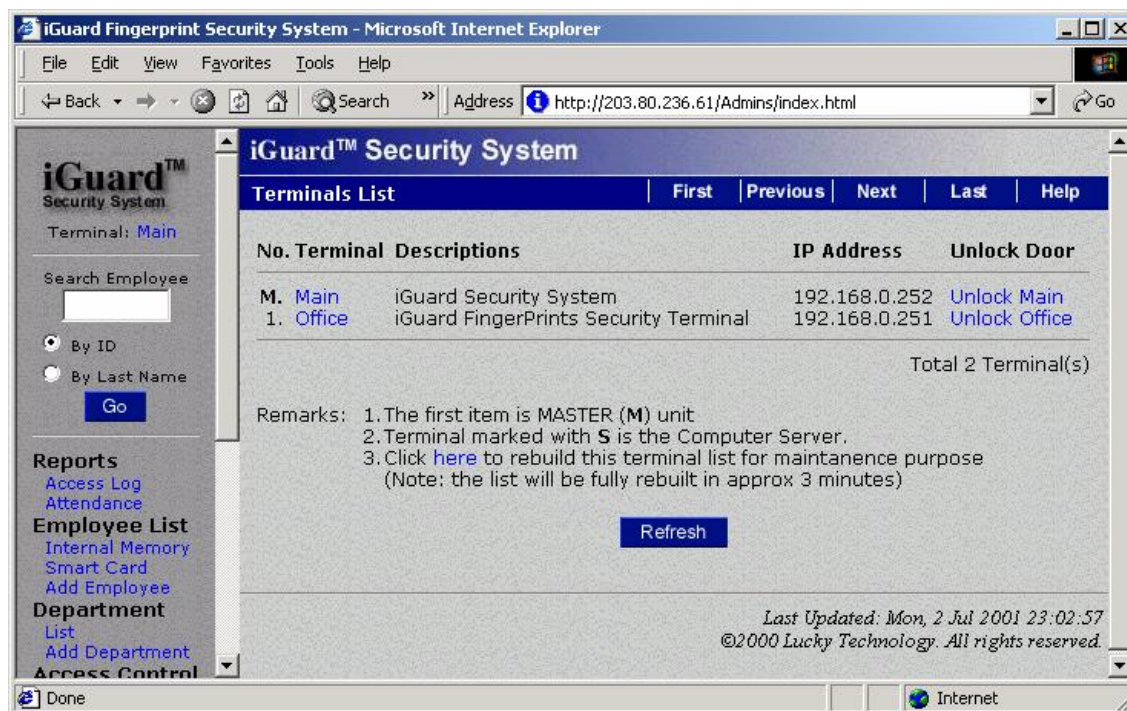 iGuard Fingerprint Security System - Microsoft Internet Explorer
File Edit View Favorites Tools Help
Back Search » Address http://203.80.236.61/Admins/index.html Go
iGuard™
Security System
Terminal: Main
Search Employee
By ID
By Last Name
Go
Reports
Access Log
Attendance
Employee List
Internal Memory
Smart Card
Add Employee
Department
List
Add Department
Access Control
iGuard™ Security System
Terminals List | First | Previous | Next | Last | Help
No. Terminal Descriptions IP Address Unlock Door
M. Main iGuard Security System 192.168.0.252 Unlock Main
1. Office iGuard FingerPrints Security Terminal 192.168.0.251 Unlock Office
Total 2 Terminal(s)
Remarks: 1. The first item is MASTER (M) unit
2. Terminal marked with S is the Computer Server.
3. Click here to rebuild this terminal list for maintanence purpose
(Note: the list will be fully rebuilt in approx 3 minutes)
Refresh
Last Updated: Mon, 2 Jul 2001 23:02:57
©2000 Lucky Technology. All rights reserved.
Done Internet